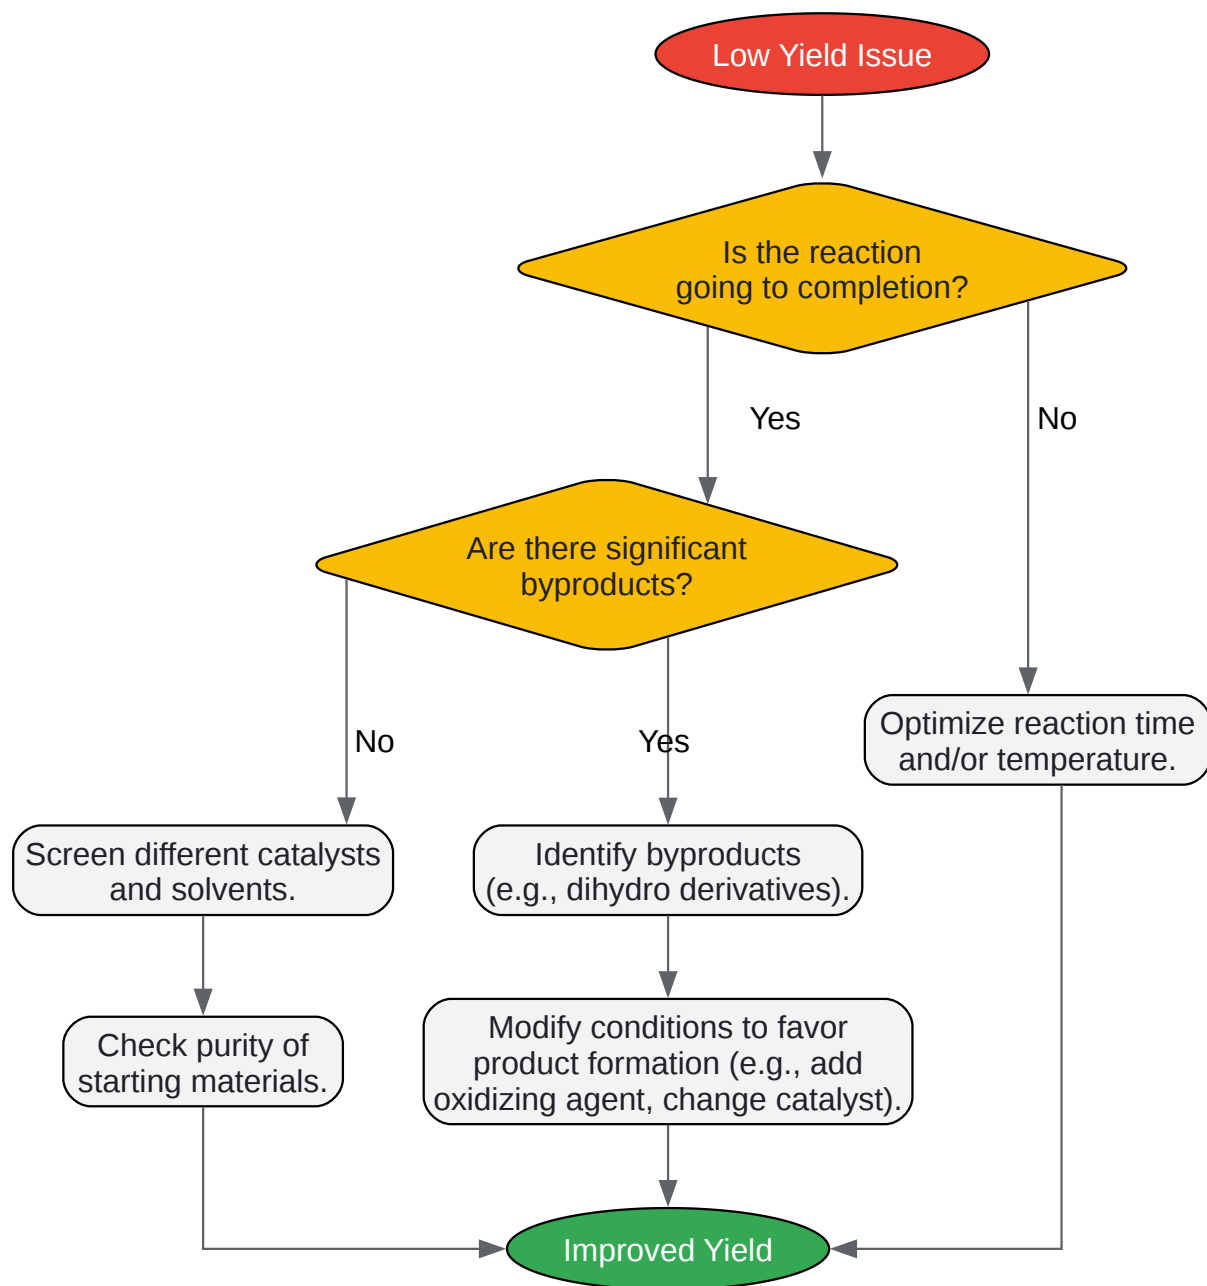 Low Yield Issue
Is the reaction
going to completion?
Yes
No
Are there significant
byproducts?
No
Yes
Optimize reaction time
and/or temperature.
Screen different catalysts
and solvents.
Identify byproducts
(e.g., dihydro derivatives).
Check purity of
starting materials.
Modify conditions to favor
product formation (e.g., add
oxidizing agent, change catalyst).
Improved Yield